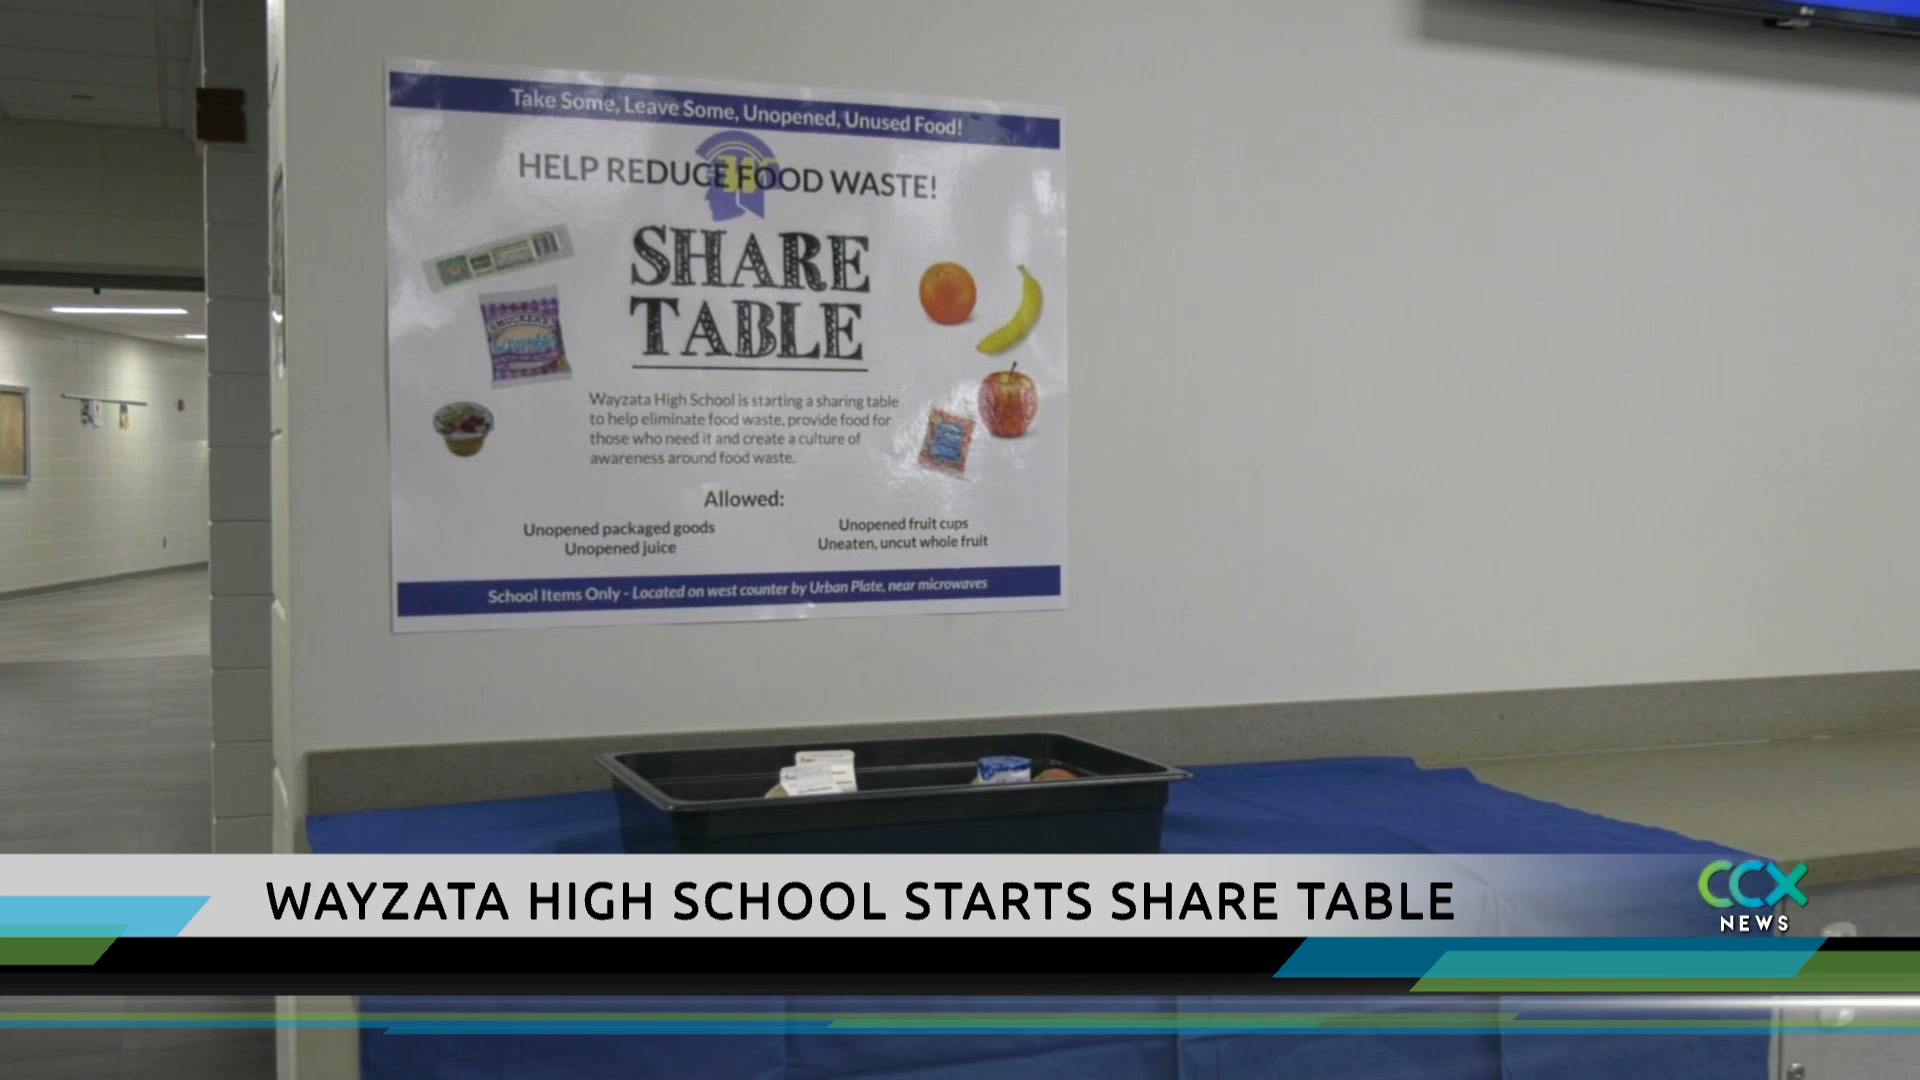 Take Some, Leave Some, Unopened, Unused Food!
HELP REDUCE FOOD WASTE!
SHARE
TABLE
SMUCKER'S
Wayzata High School is starting a sharing table
to help eliminate food waste, provide food for
those who need it and create a culture of
awareness around food waste.
Allowed:
Unopened packaged goods
Unopened juice
Unopened fruit cups
Uneaten, uncut whole fruit
School Items Only - Located on west counter by Urban Plate, near microwaves
WAYZATA HIGH SCHOOL STARTS SHARE TABLE
CCX
NEWS